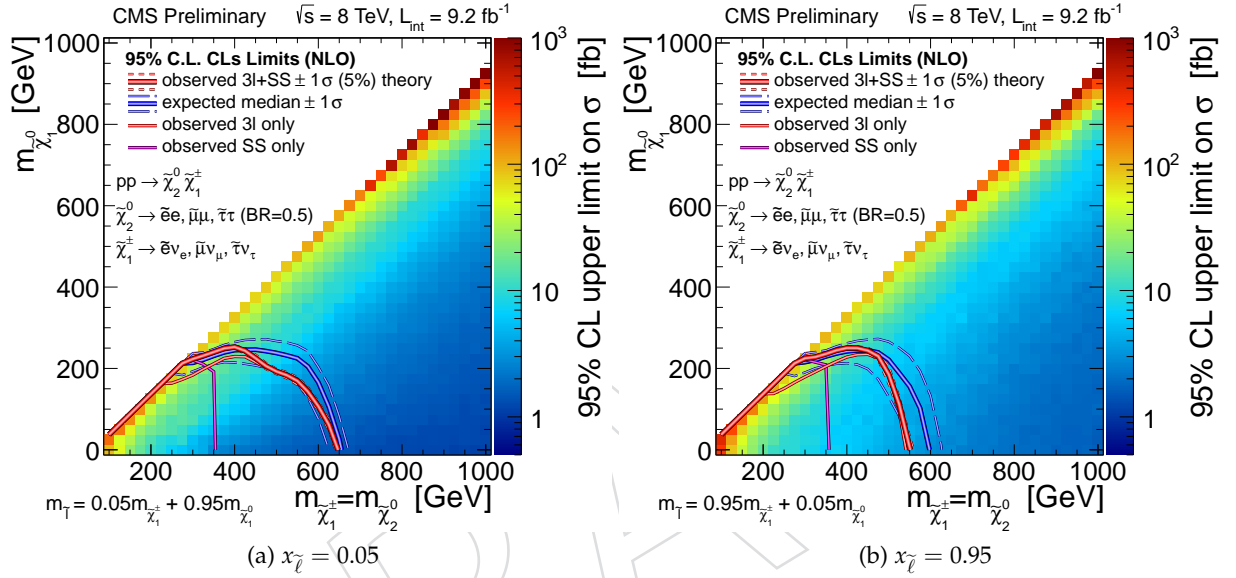 CMS Preliminary √s = 8 TeV, L_int = 9.2 fb⁻¹
95% C.L. CLs Limits (NLO)
observed 3l+SS ± 1σ (5%) theory
expected median ± 1σ
observed 3l only
observed SS only
pp → χ̃₂⁰ χ̃₁±
χ̃₂⁰ → ẽe, μ̃μ, τ̃τ (BR=0.5)
χ̃₁± → ẽν_e, μ̃ν_μ, τ̃ν_τ
m_χ̃₁⁰ [GeV]
1000
800
600
400
200
0
200 400 600 800 1000
m_χ̃₁± = m_χ̃₂⁰ [GeV]
m_l̃ = 0.05m_χ̃₁± + 0.95m_χ̃₁⁰
10³
10²
10
1
95% CL upper limit on σ [fb]
(a) x_ℓ̃ = 0.05
CMS Preliminary √s = 8 TeV, L_int = 9.2 fb⁻¹
95% C.L. CLs Limits (NLO)
observed 3l+SS ± 1σ (5%) theory
expected median ± 1σ
observed 3l only
observed SS only
pp → χ̃₂⁰ χ̃₁±
χ̃₂⁰ → ẽe, μ̃μ, τ̃τ (BR=0.5)
χ̃₁± → ẽν_e, μ̃ν_μ, τ̃ν_τ
m_χ̃₁⁰ [GeV]
1000
800
600
400
200
0
200 400 600 800 1000
m_χ̃₁± = m_χ̃₂⁰ [GeV]
m_l̃ = 0.95m_χ̃₁± + 0.05m_χ̃₁⁰
10³
10²
10
1
95% CL upper limit on σ [fb]
(b) x_ℓ̃ = 0.95